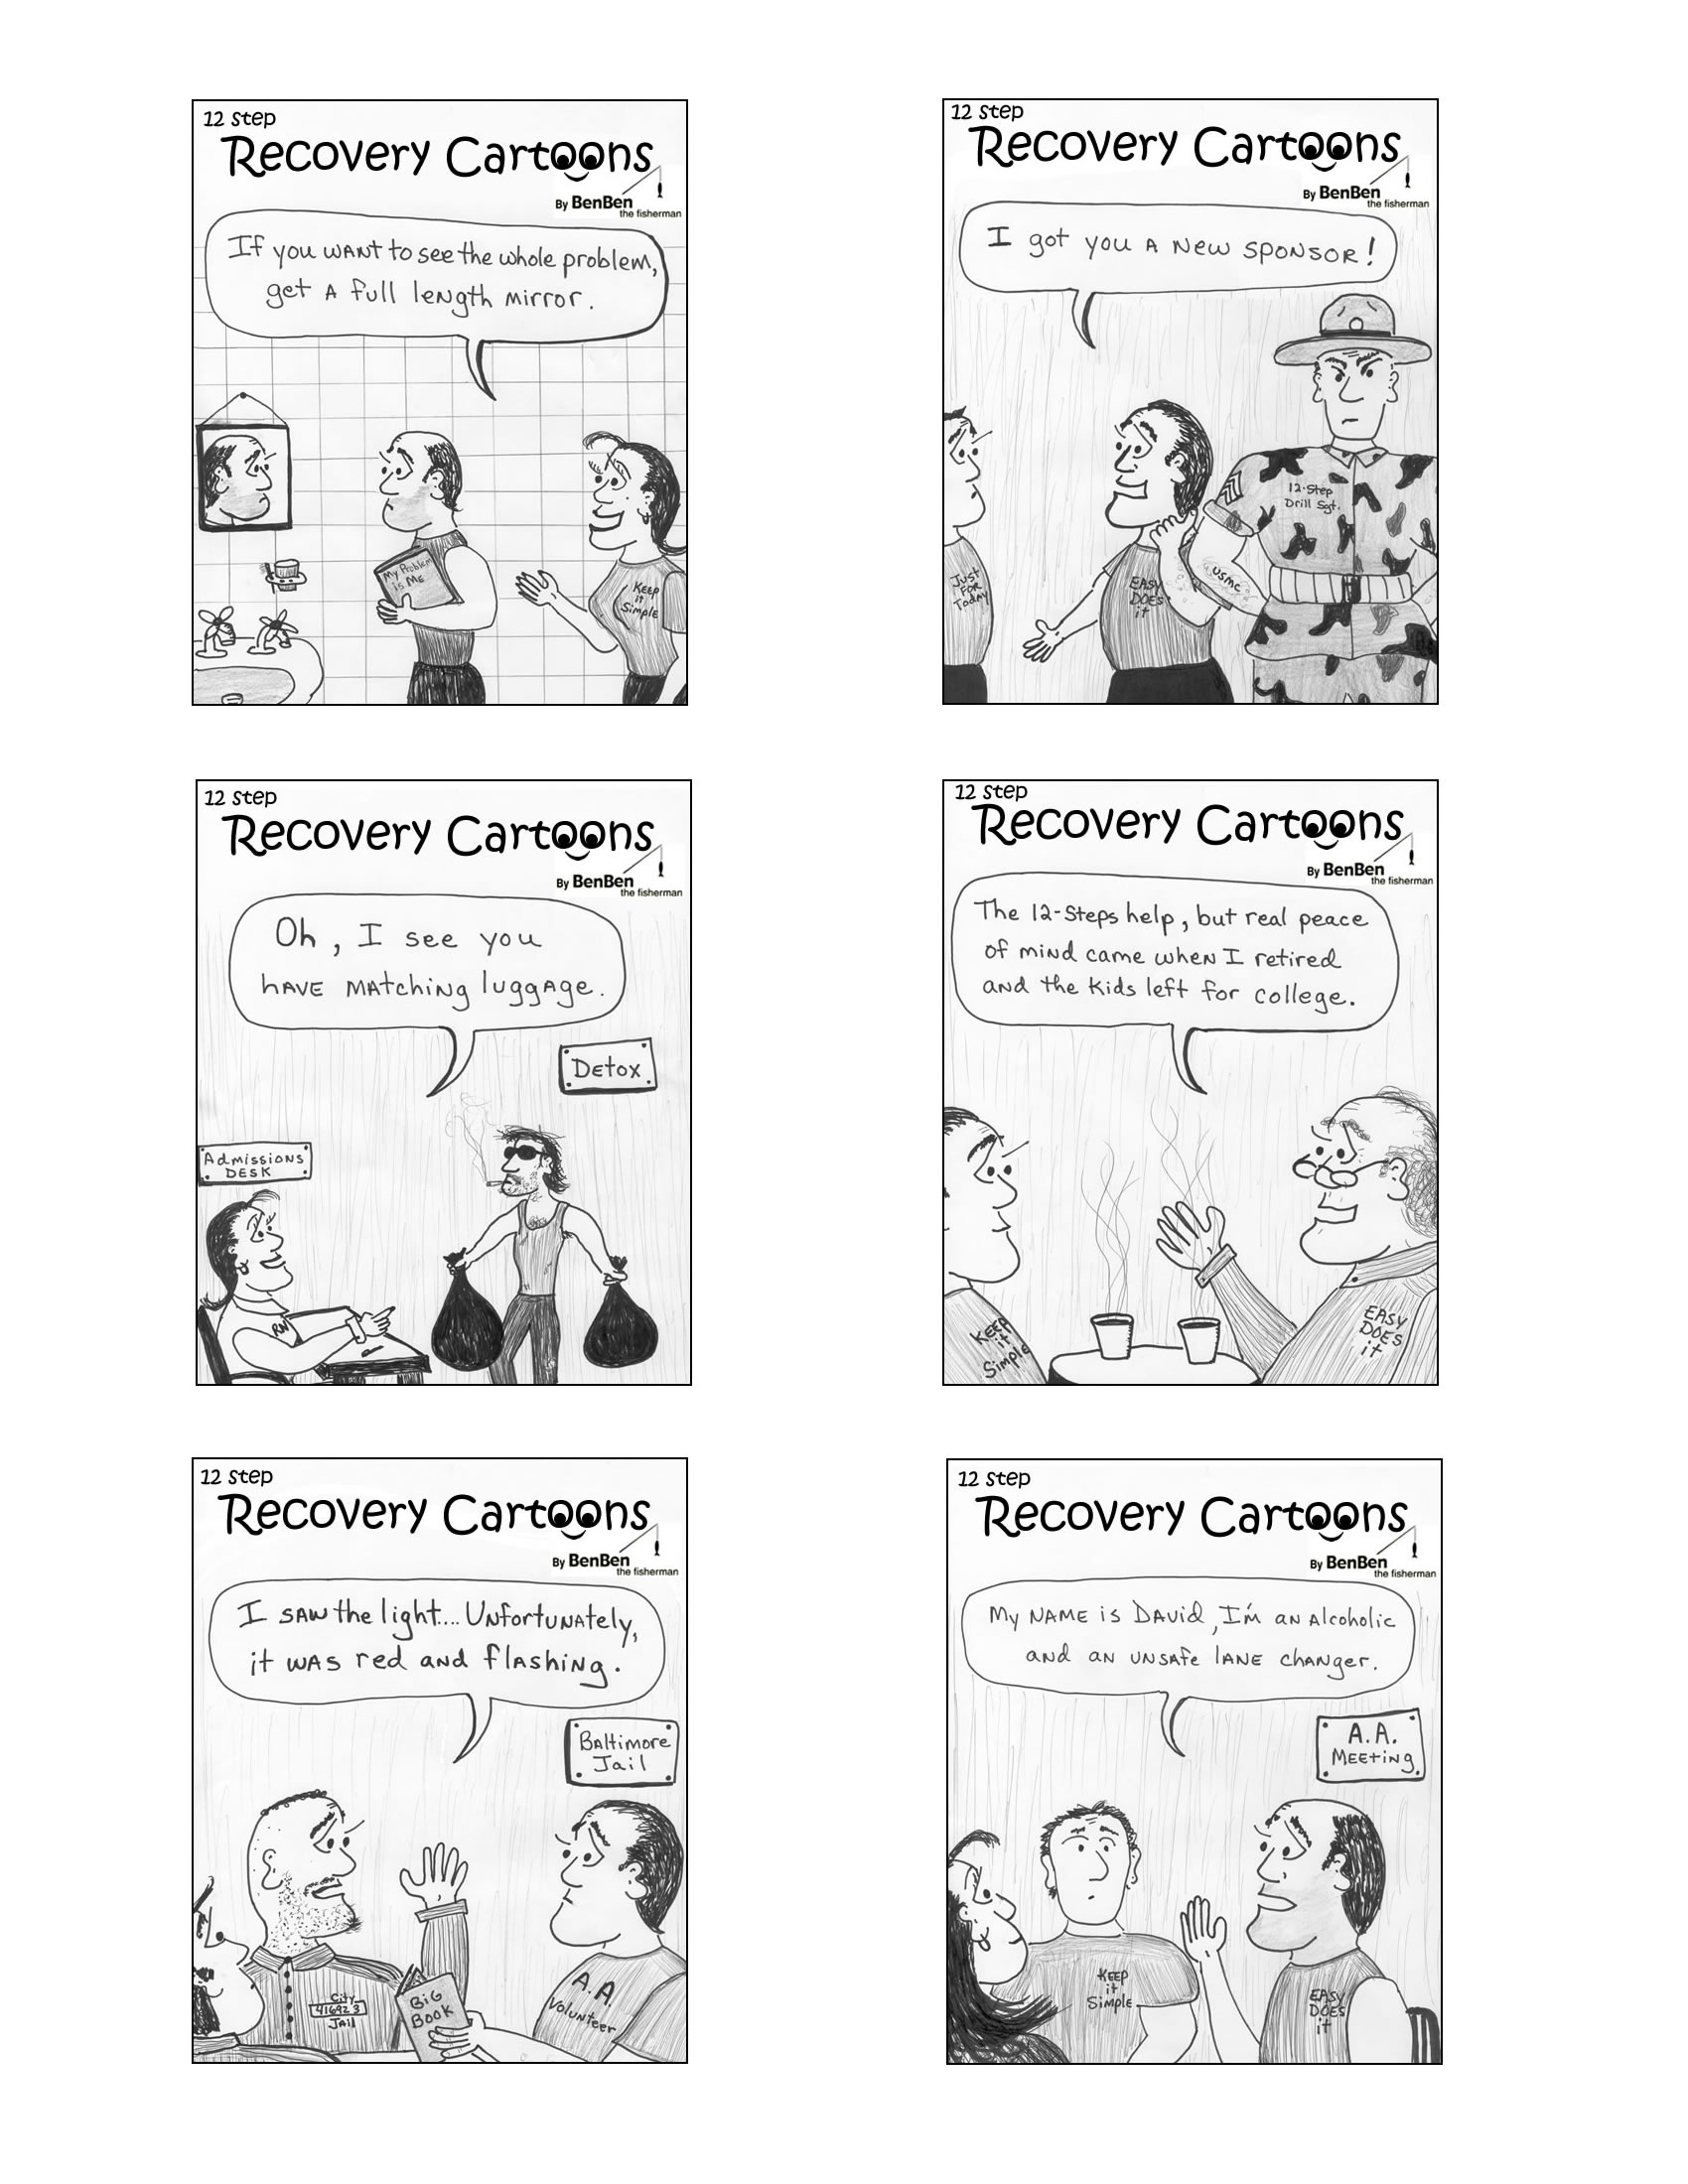 12 Step
Recovery Cartoons
By BenBen
the fisherman
If you want to see the whole problem,
get a full length mirror.
My Problem
is Me
Keep
it
Simple
12 Step
Recovery Cartoons
By BenBen
the fisherman
I got you a new sponsor!
12-Step
Drill Sgt.
Just
For
Today
Easy
Does
it
USMC
12 Step
Recovery Cartoons
By BenBen
the fisherman
Oh, I see you
have matching luggage.
Detox
Admissions
Desk
RN
12 Step
Recovery Cartoons
By BenBen
the fisherman
The 12-Steps help, but real peace
of mind came when I retired
and the kids left for college.
Keep
it
Simple
Easy
Does
it
12 Step
Recovery Cartoons
By BenBen
the fisherman
I saw the light.... Unfortunately,
it was red and flashing.
Baltimore
Jail
City
416923
Jail
Big
Book
A.A.
Volunteer
12 Step
Recovery Cartoons
By BenBen
the fisherman
My name is David, I'm an Alcoholic
and an unsafe lane changer.
A.A.
Meeting
Keep
it
Simple
Easy
Does
it